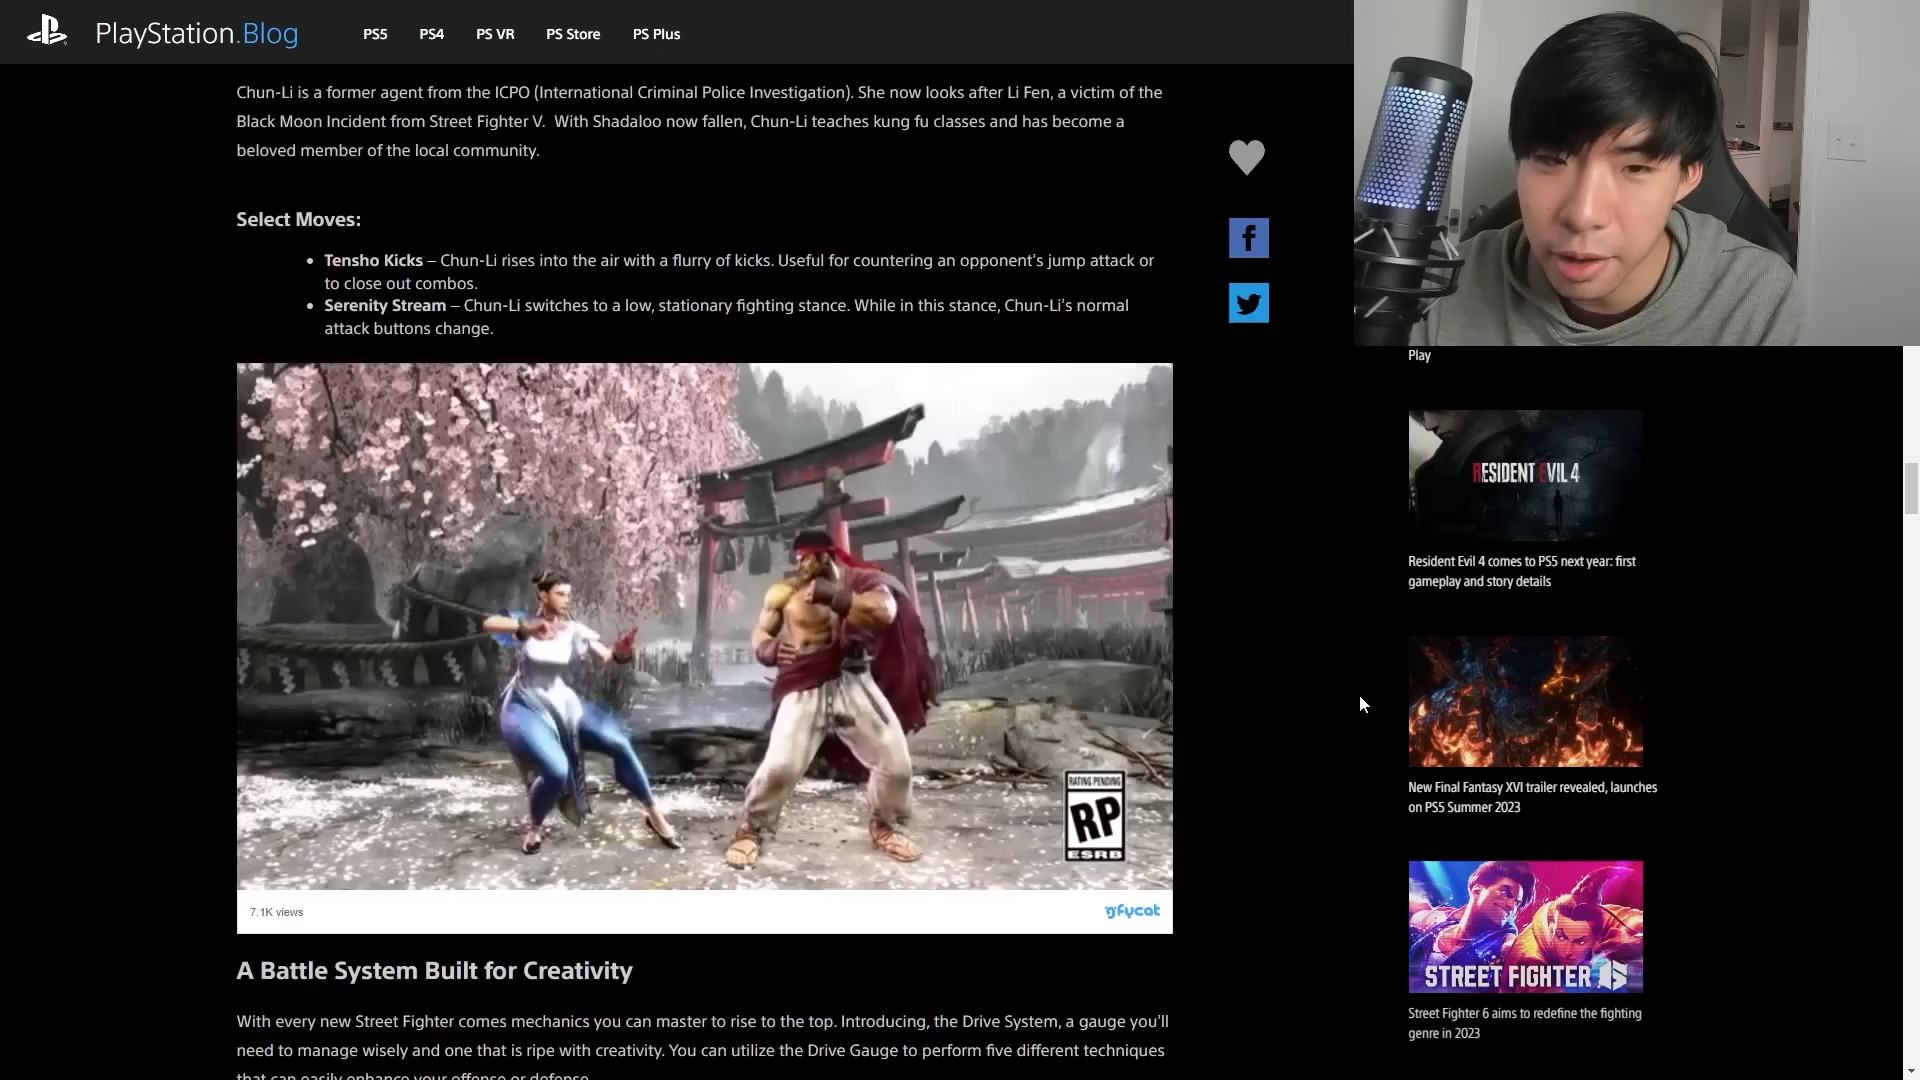 PlayStation.Blog
PS5 PS4 PS VR PS Store PS Plus
Chun-Li is a former agent from the ICPO (International Criminal Police Investigation). She now looks after Li Fen, a victim of the
Black Moon Incident from Street Fighter V. With Shadaloo now fallen, Chun-Li teaches kung fu classes and has become a
beloved member of the local community.
Select Moves:
Tensho Kicks – Chun-Li rises into the air with a flurry of kicks. Useful for countering an opponent’s jump attack or
to close out combos.
Serenity Stream – Chun-Li switches to a low, stationary fighting stance. While in this stance, Chun-Li’s normal
attack buttons change.
RATING PENDING
RP
ESRB
7.1K views
gfycat
A Battle System Built for Creativity
With every new Street Fighter comes mechanics you can master to rise to the top. Introducing, the Drive System, a gauge you’ll
need to manage wisely and one that is ripe with creativity. You can utilize the Drive Gauge to perform five different techniques
that can easily enhance your offense or defense.
Play
RESIDENT EVIL 4
Resident Evil 4 comes to PS5 next year: first
gameplay and story details
New Final Fantasy XVI trailer revealed, launches
on PS5 Summer 2023
STREET FIGHTER 6
Street Fighter 6 aims to redefine the fighting
genre in 2023